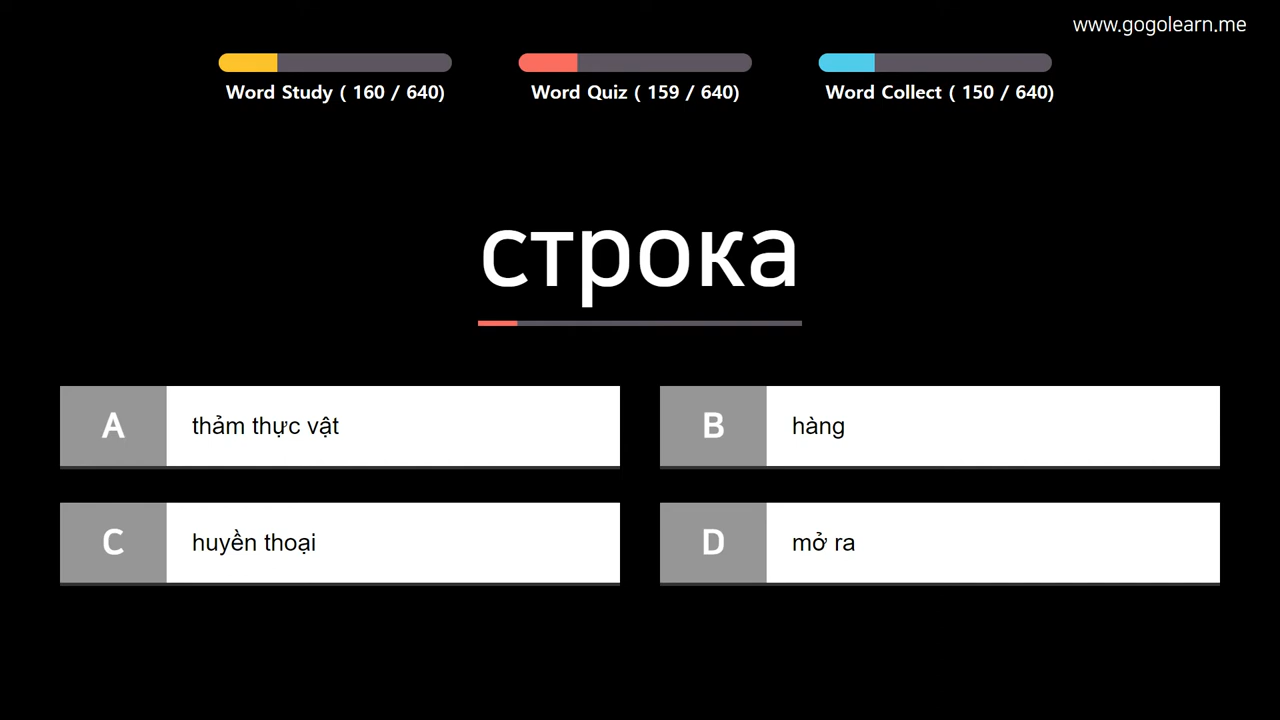 www.gogolearn.me
Word Study ( 160 / 640)
Word Quiz ( 159 / 640)
Word Collect ( 150 / 640)
строка
A thảm thực vật
B hàng
C huyền thoại
D mở ra